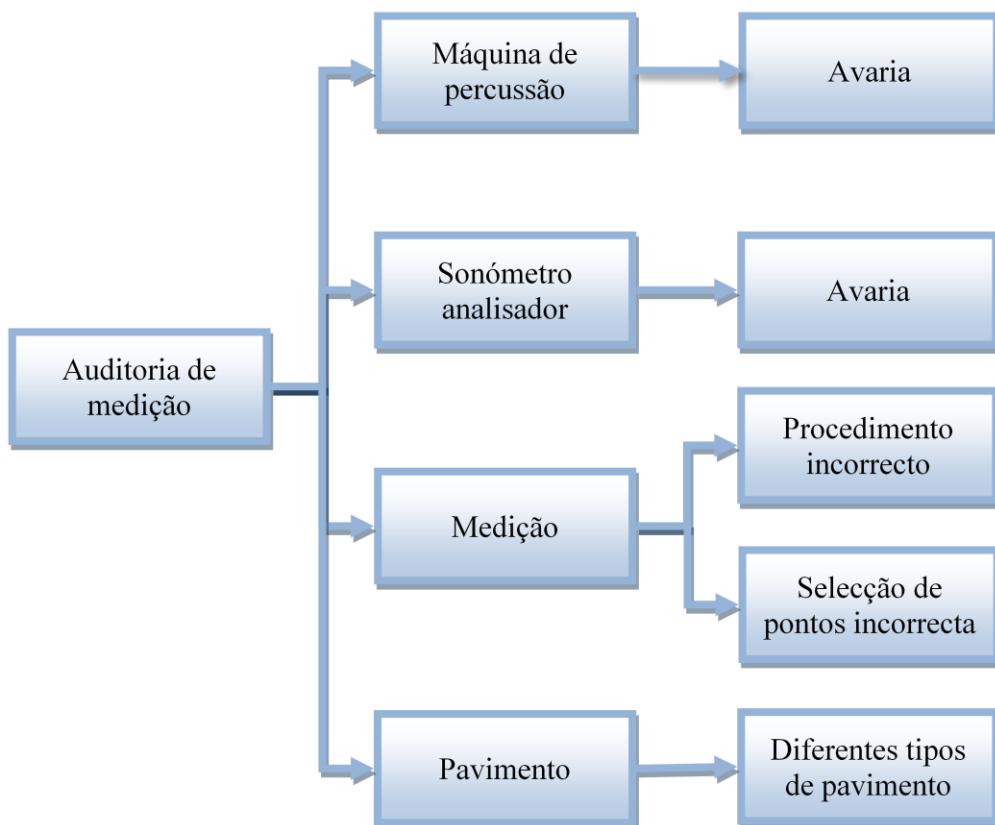 Máquina de
percussão
Avaria
Sonómetro
analisador
Avaria
Auditoria de
medição
Procedimento
incorrecto
Medição
Selecção de
pontos incorrecta
Pavimento
Diferentes tipos
de pavimento